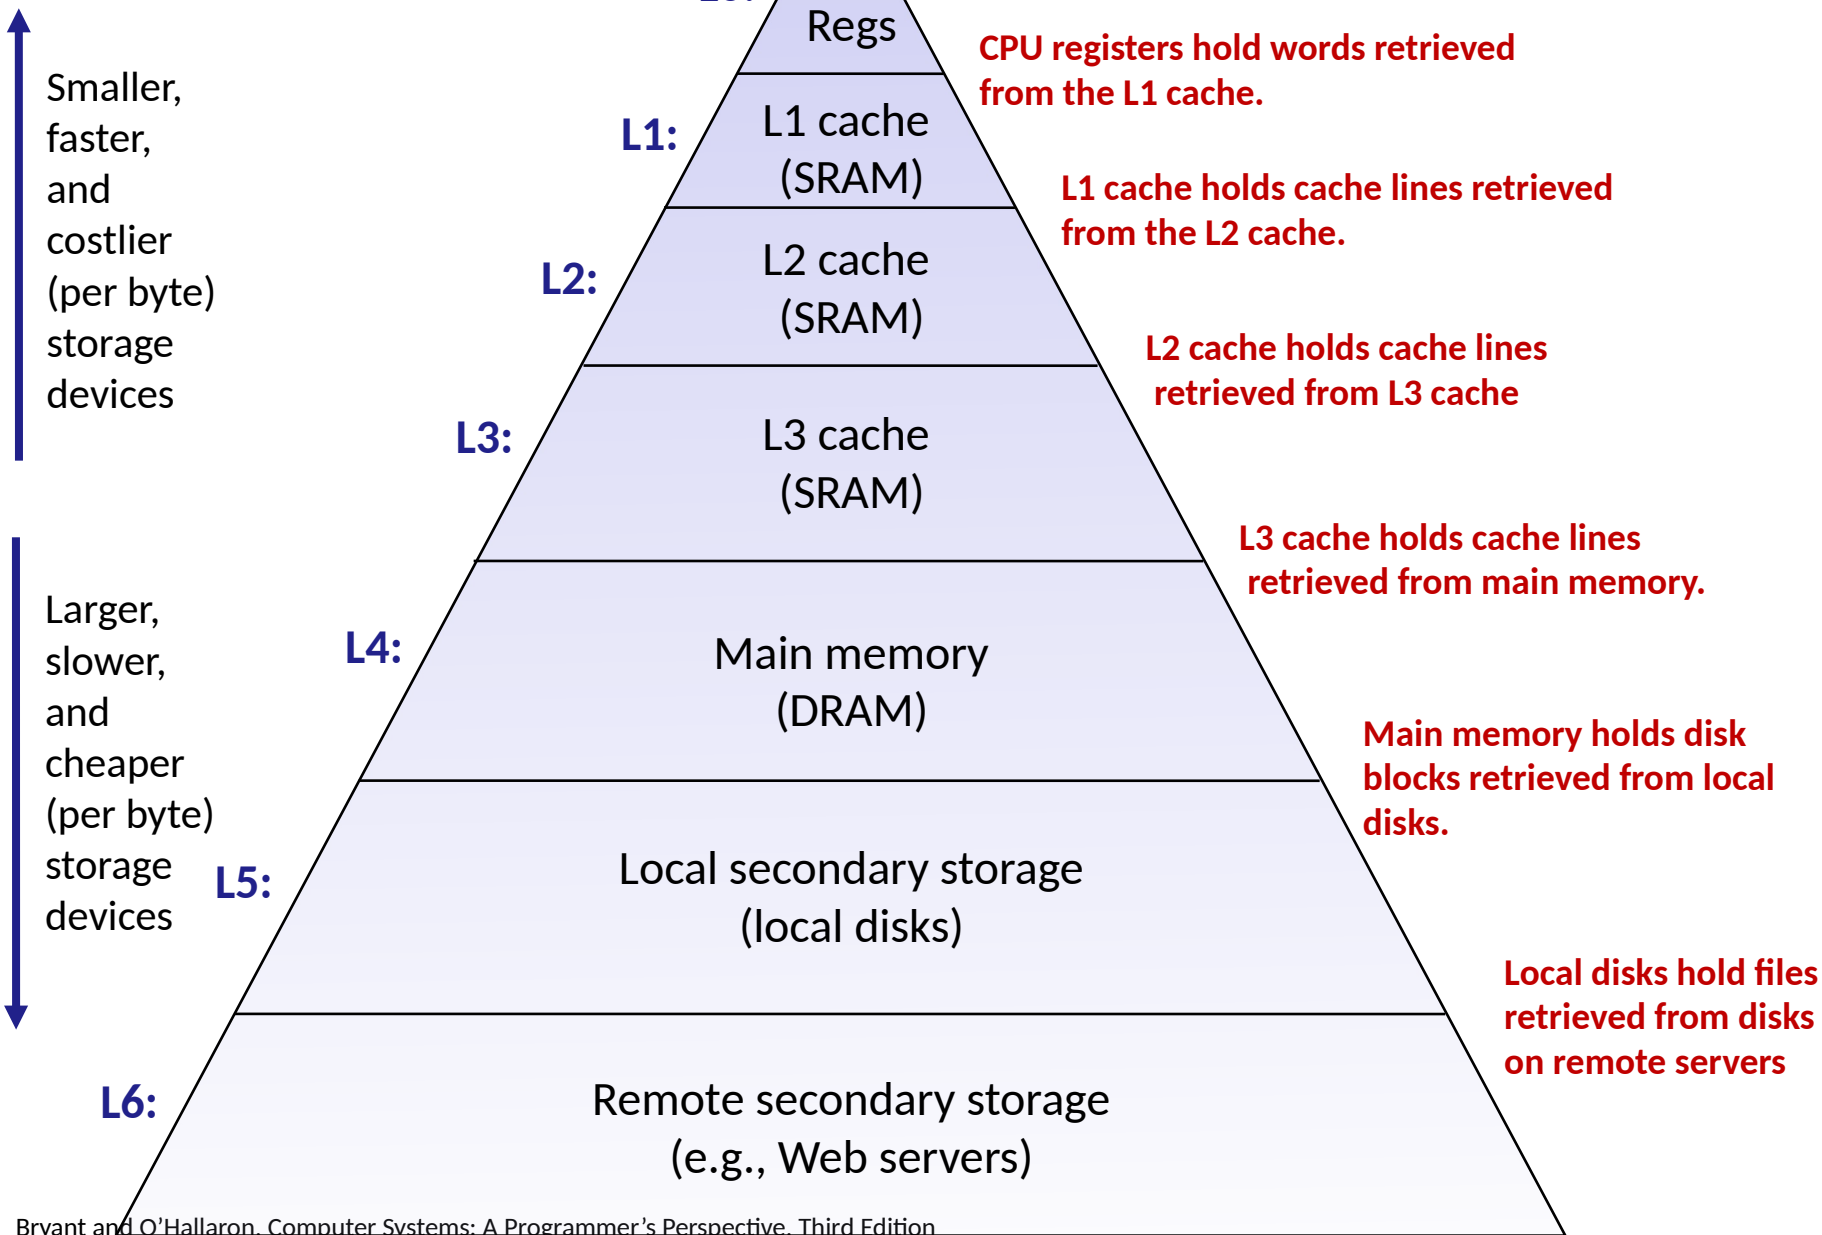 Regs
CPU registers hold words retrieved
from the L1 cache.
Smaller,
faster,
and
costlier
(per byte)
storage
devices
L1:
L1 cache
(SRAM)
L1 cache holds cache lines retrieved
from the L2 cache.
L2:
L2 cache
(SRAM)
L2 cache holds cache lines
retrieved from L3 cache
L3:
L3 cache
(SRAM)
L3 cache holds cache lines
retrieved from main memory.
Larger,
slower,
and
cheaper
(per byte)
storage
devices
L4:
Main memory
(DRAM)
Main memory holds disk
blocks retrieved from local
disks.
L5:
Local secondary storage
(local disks)
Local disks hold files
retrieved from disks
on remote servers
L6:
Remote secondary storage
(e.g., Web servers)
Bryant and O’Hallaron, Computer Systems: A Programmer’s Perspective, Third Edition